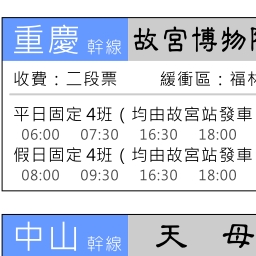 重慶 幹線 故宮博物
收費：二段票 緩衝區：福
平日固定4班（均由故宮站發車
06:00 07:30 16:30 18:00
假日固定4班（均由故宮站發車
08:00 09:30 16:30 18:00
中山 幹線 天 母